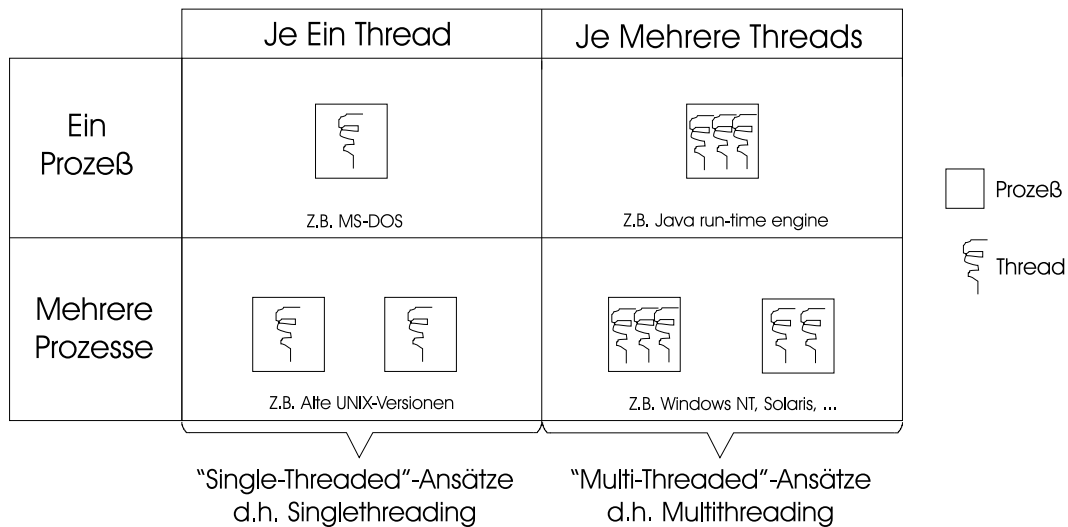 Je Ein Thread
Je Mehrere Threads
Ein
Prozeß
Z.B. MS-DOS
Z.B. Java run-time engine
Mehrere
Prozesse
Z.B. Alte UNIX-Versionen
Z.B. Windows NT, Solaris, ...
Prozeß
Thread
"Single-Threaded"-Ansätze
d.h. Singlethreading
"Multi-Threaded"-Ansätze
d.h. Multithreading